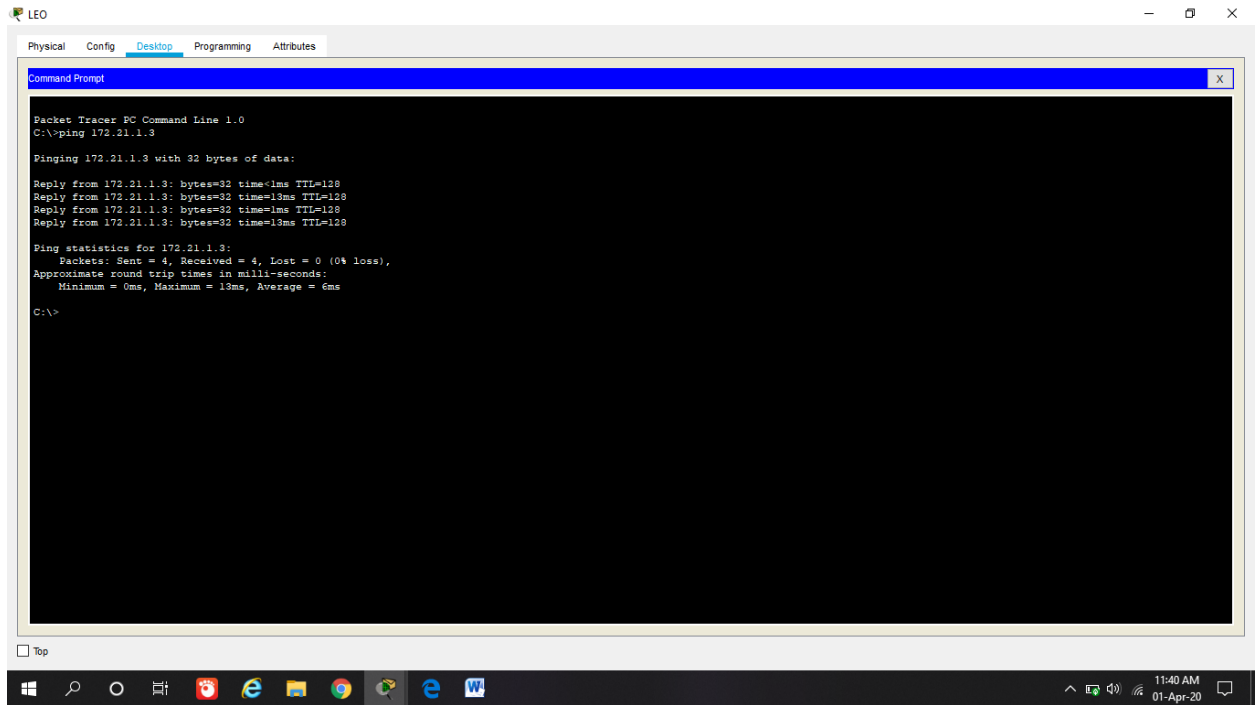 LEO
Physical Config Desktop Programming Attributes
Command Prompt
X
Packet Tracer PC Command Line 1.0
C:\>ping 172.21.1.3
Pinging 172.21.1.3 with 32 bytes of data:
Reply from 172.21.1.3: bytes=32 time<1ms TTL=128
Reply from 172.21.1.3: bytes=32 time=13ms TTL=128
Reply from 172.21.1.3: bytes=32 time=1ms TTL=128
Reply from 172.21.1.3: bytes=32 time=13ms TTL=128
Ping statistics for 172.21.1.3:
Packets: Sent = 4, Received = 4, Lost = 0 (0% loss),
Approximate round trip times in milli-seconds:
Minimum = 0ms, Maximum = 13ms, Average = 6ms
C:\>
Top
11:40 AM
01-Apr-20